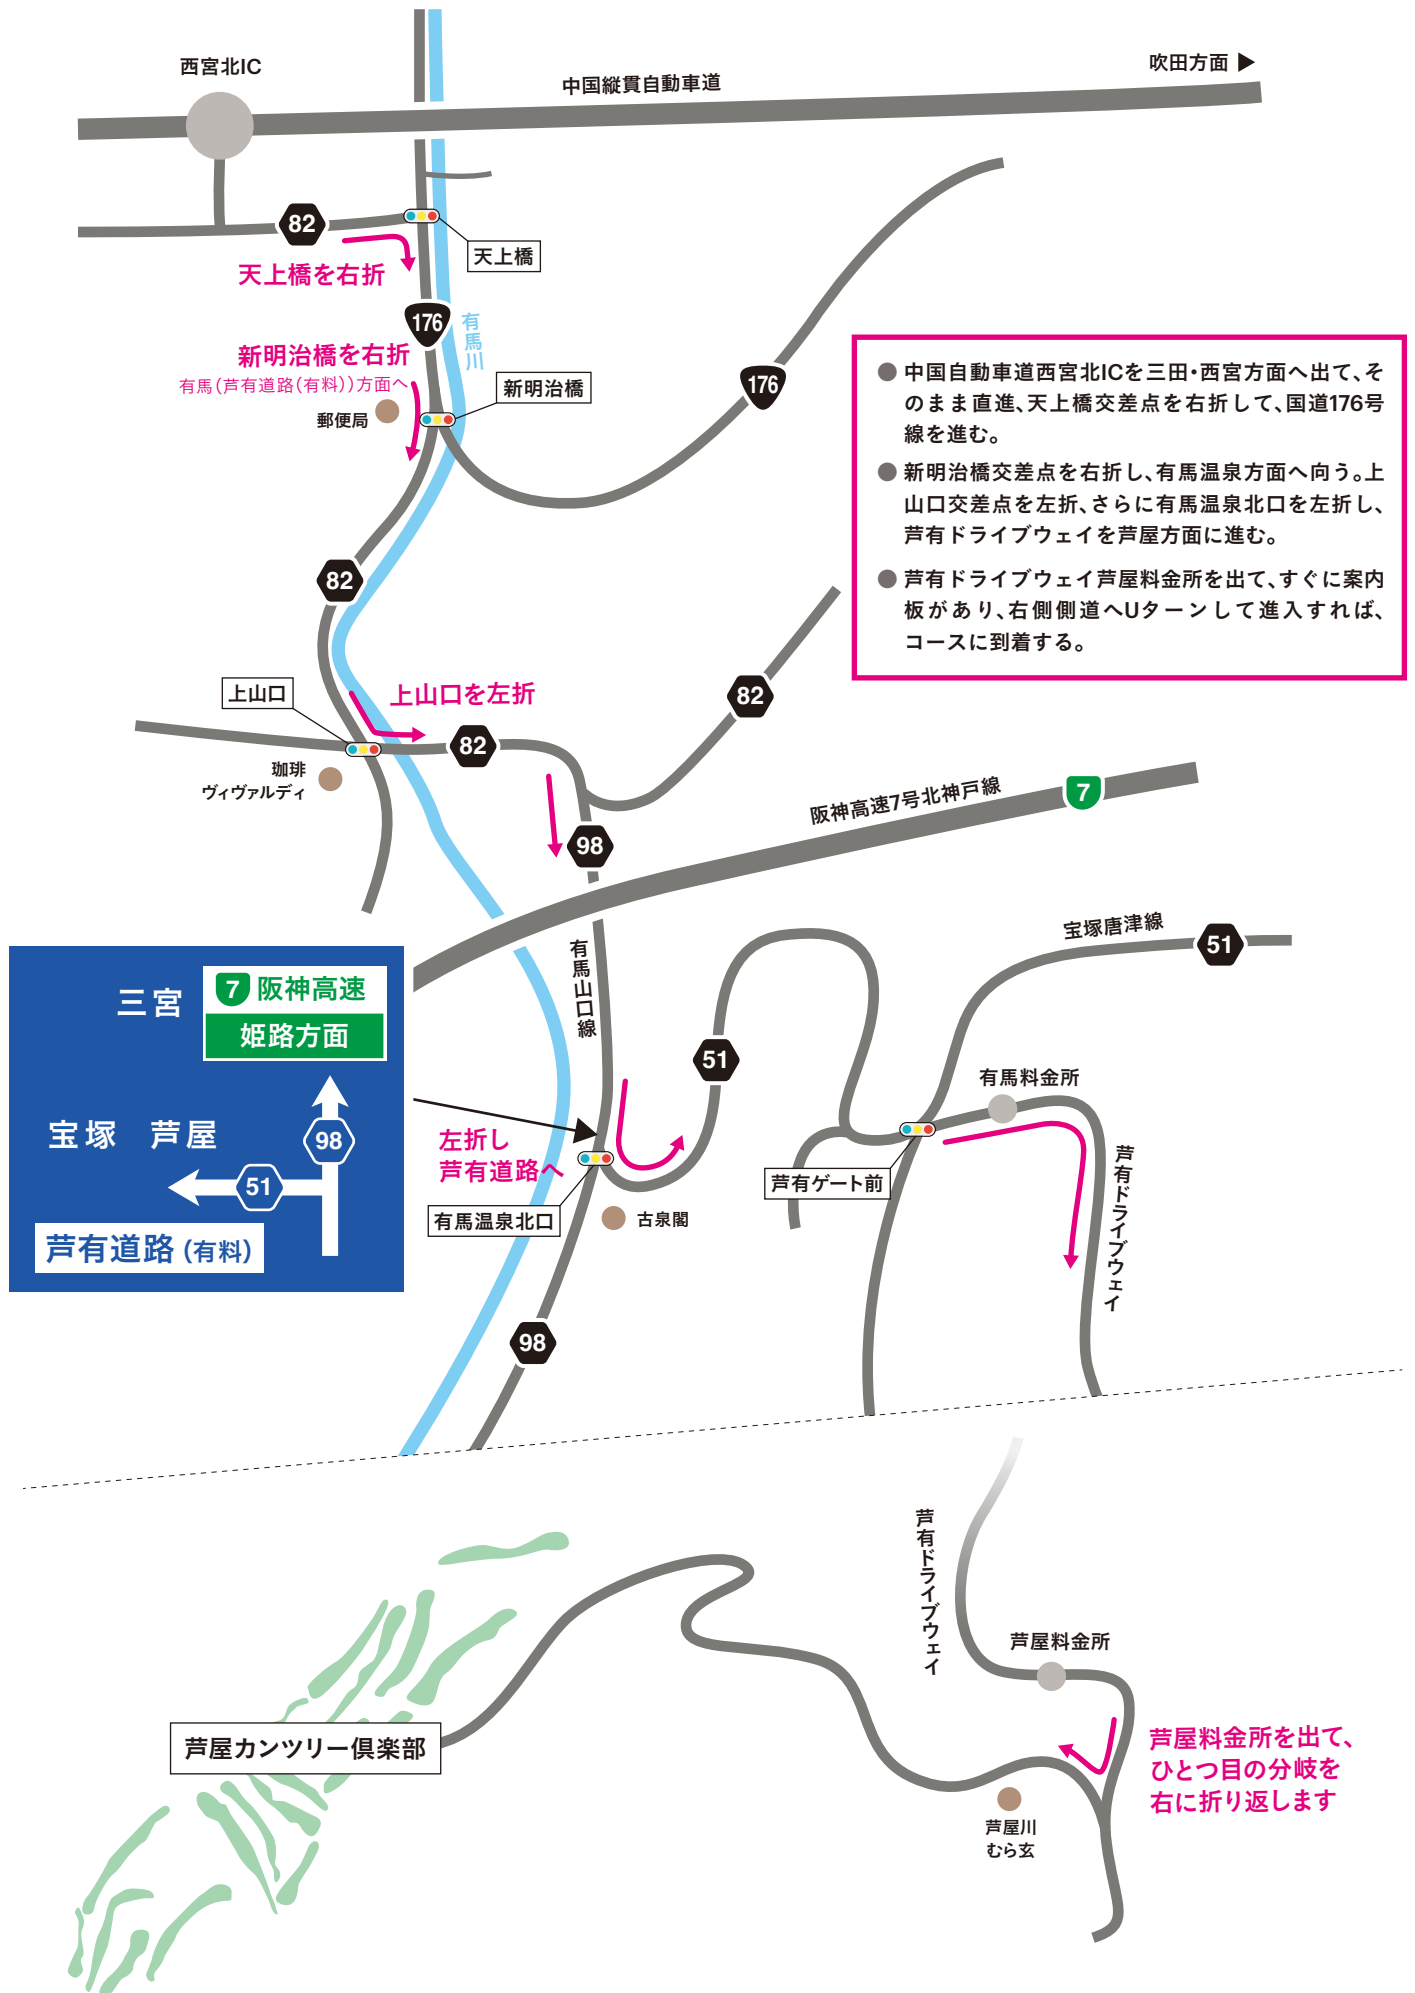 西宮北IC
中国縦貫自動車道
吹田方面 ▶
82
天上橋
天上橋を右折
176
有馬川
新明治橋を右折
有馬(芦有道路(有料))方面へ
新明治橋
郵便局
176
● 中国自動車道西宮北ICを三田・西宮方面へ出て、そ
のまま直進、天上橋交差点を右折して、国道176号
線を進む。
● 新明治橋交差点を右折し、有馬温泉方面へ向う。上
山口交差点を左折、さらに有馬温泉北口を左折し、
芦有ドライブウェイを芦屋方面に進む。
● 芦有ドライブウェイ芦屋料金所を出て、すぐに案内
板があり、右側側道へUターンして進入すれば、
コースに到着する。
82
上山口
上山口を左折
82
82
珈琲
ヴィヴァルディ
阪神高速7号北神戸線
7
98
宝塚唐津線
51
有馬山口線
三宮
7 阪神高速
姫路方面
宝塚 芦屋
98
51
芦有道路(有料)
51
有馬料金所
左折し
芦有道路へ
芦有ゲート前
芦有ドライブウェイ
有馬温泉北口
古泉閣
98
芦有ドライブウェイ
芦屋料金所
芦屋カンツリー倶楽部
芦屋料金所を出て、
ひとつ目の分岐を
右に折り返します
芦屋川
むら玄